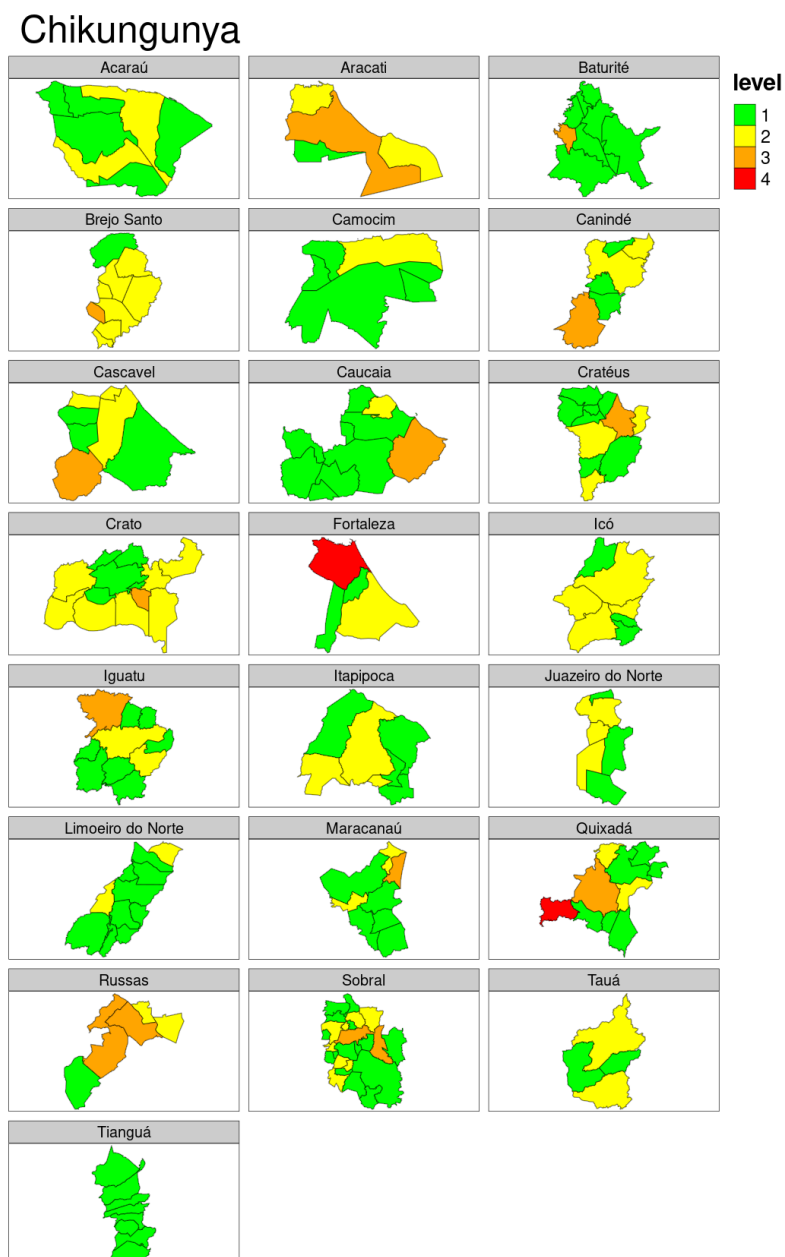 Chikungunya
Acaraú
Aracati
Baturité
level
1
2
3
4
Brejo Santo
Camocim
Canindé
Cascavel
Caucaia
Cratéus
Crato
Fortaleza
Icó
Iguatu
Itapipoca
Juazeiro do Norte
Limoeiro do Norte
Maracanaú
Quixadá
Russas
Sobral
Tauá
Tianguá